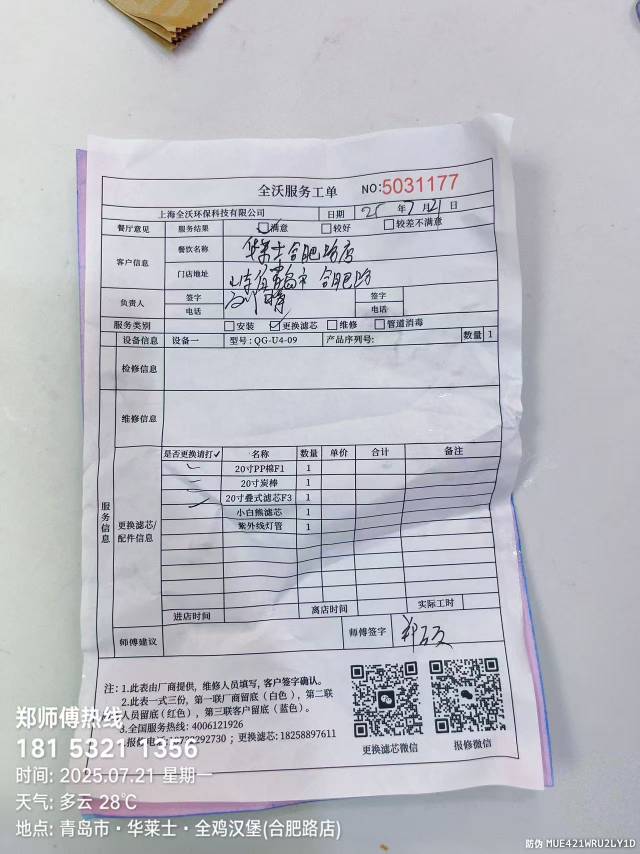 全沃服务工单 NO:5031177
上海全沃环保科技有限公司 日期 25 年 7 月 21 日
餐厅意见 服务结果 满意 较好 较差不满意
客户信息 餐饮名称 华莱士合肥路店
门店地址 山东省青岛市合肥路
负责人 签字 签字
电话 电话
服务类别 安装 更换滤芯 维修 管道消毒
设备信息 设备一 型号: QG-U4-09 产品序列号: 数量 1
检修信息
维修信息
服务信息
更换滤芯/配件信息
是否更换请打✓ 名称 数量 单价 合计 备注
20寸PP棉F1 1
20寸炭棒 1
20寸叠式滤芯F3 1
小白熊滤芯 1
紫外线灯管 1
进店时间 离店时间 实际工时
师傅建议 师傅签字
注: 1.此表由厂商提供, 维修人员填写, 客户签字确认。
2.此表一式三份, 第一联厂商留底 (白色), 第二联
人员留底(红色), 第三联客户留底 (蓝色)。
3.全国服务热线: 4006121926
更换滤芯: 18258897611
更换滤芯微信 报修微信
郑师傅热线
181 5321 1356
时间: 2025.07.21 星期一
天气: 多云 28℃
地点: 青岛市·华莱士·全鸡汉堡(合肥路店)
防伪 MUE421WRU2LY1D